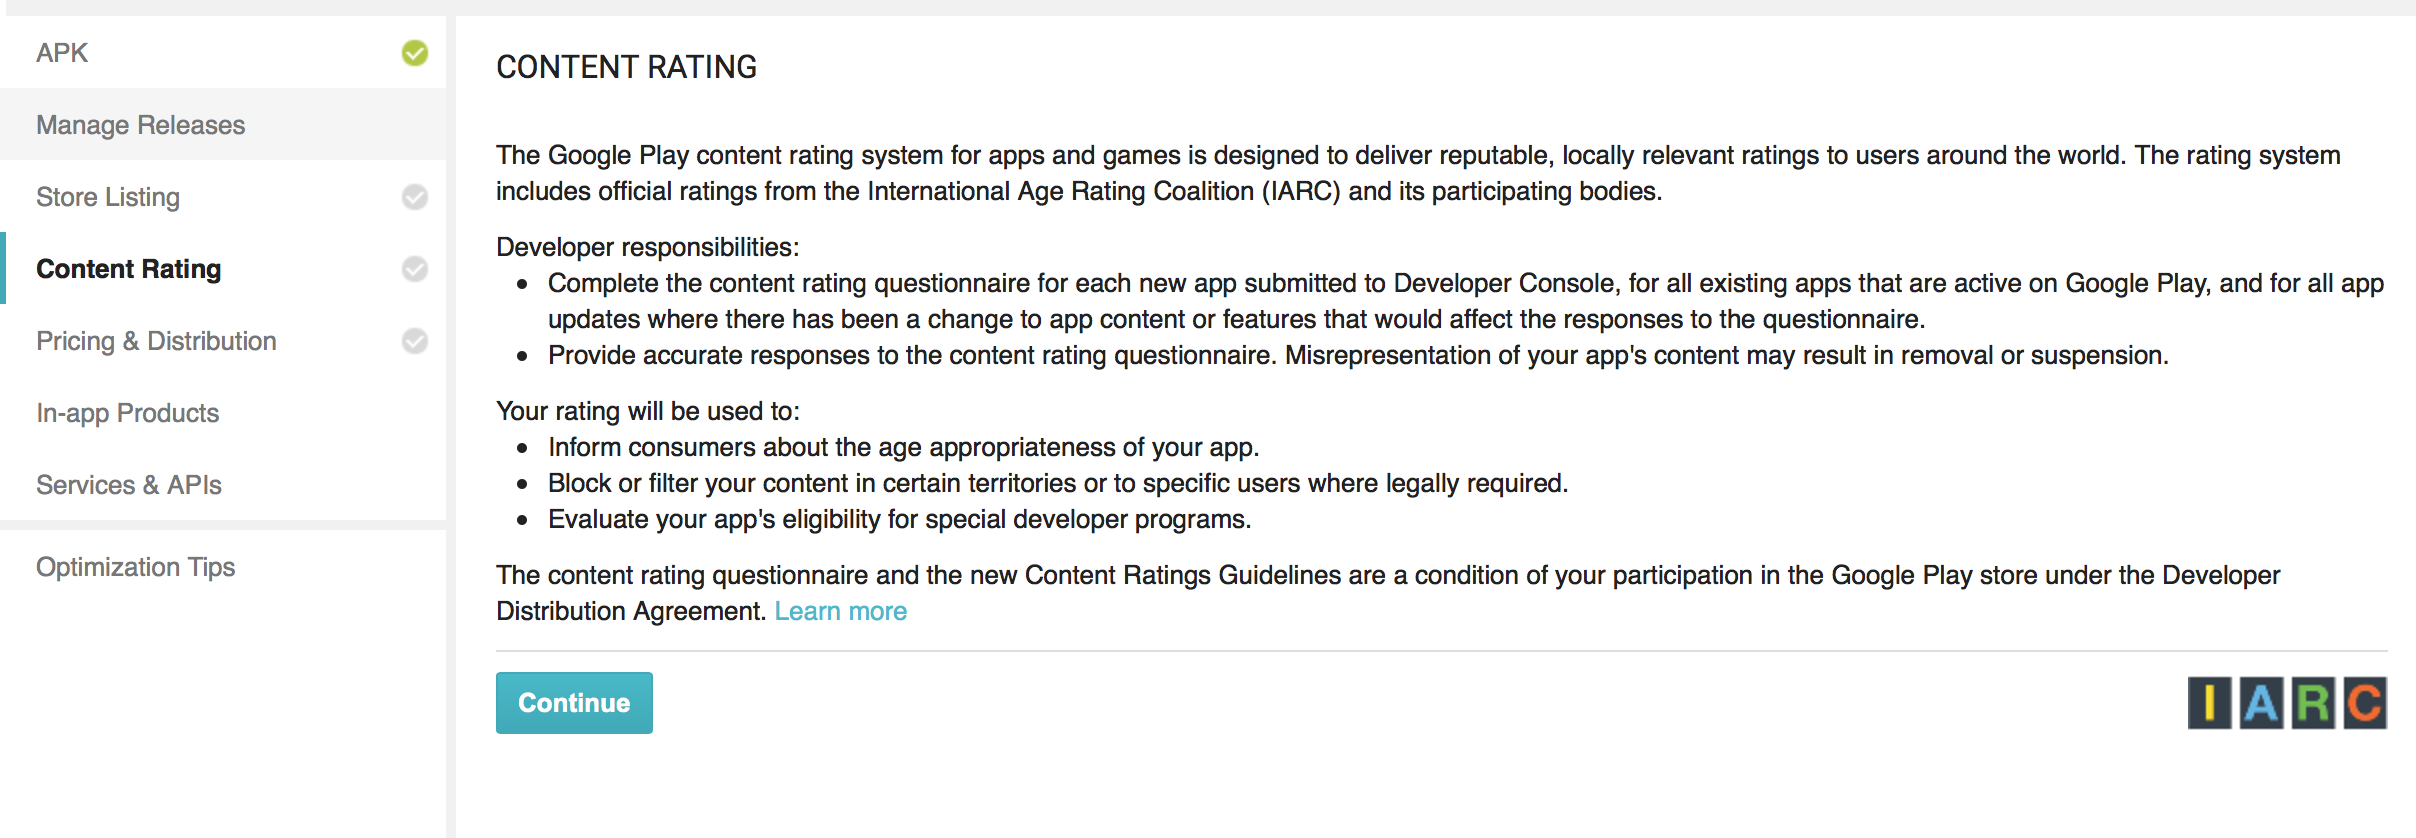 APK
Manage Releases
Store Listing
Content Rating
Pricing & Distribution
In-app Products
Services & APIs
Optimization Tips
CONTENT RATING
The Google Play content rating system for apps and games is designed to deliver reputable, locally relevant ratings to users around the world. The rating system
includes official ratings from the International Age Rating Coalition (IARC) and its participating bodies.
Developer responsibilities:
• Complete the content rating questionnaire for each new app submitted to Developer Console, for all existing apps that are active on Google Play, and for all app
updates where there has been a change to app content or features that would affect the responses to the questionnaire.
• Provide accurate responses to the content rating questionnaire. Misrepresentation of your app's content may result in removal or suspension.
Your rating will be used to:
• Inform consumers about the age appropriateness of your app.
• Block or filter your content in certain territories or to specific users where legally required.
• Evaluate your app's eligibility for special developer programs.
The content rating questionnaire and the new Content Ratings Guidelines are a condition of your participation in the Google Play store under the Developer
Distribution Agreement. Learn more
Continue
IARC